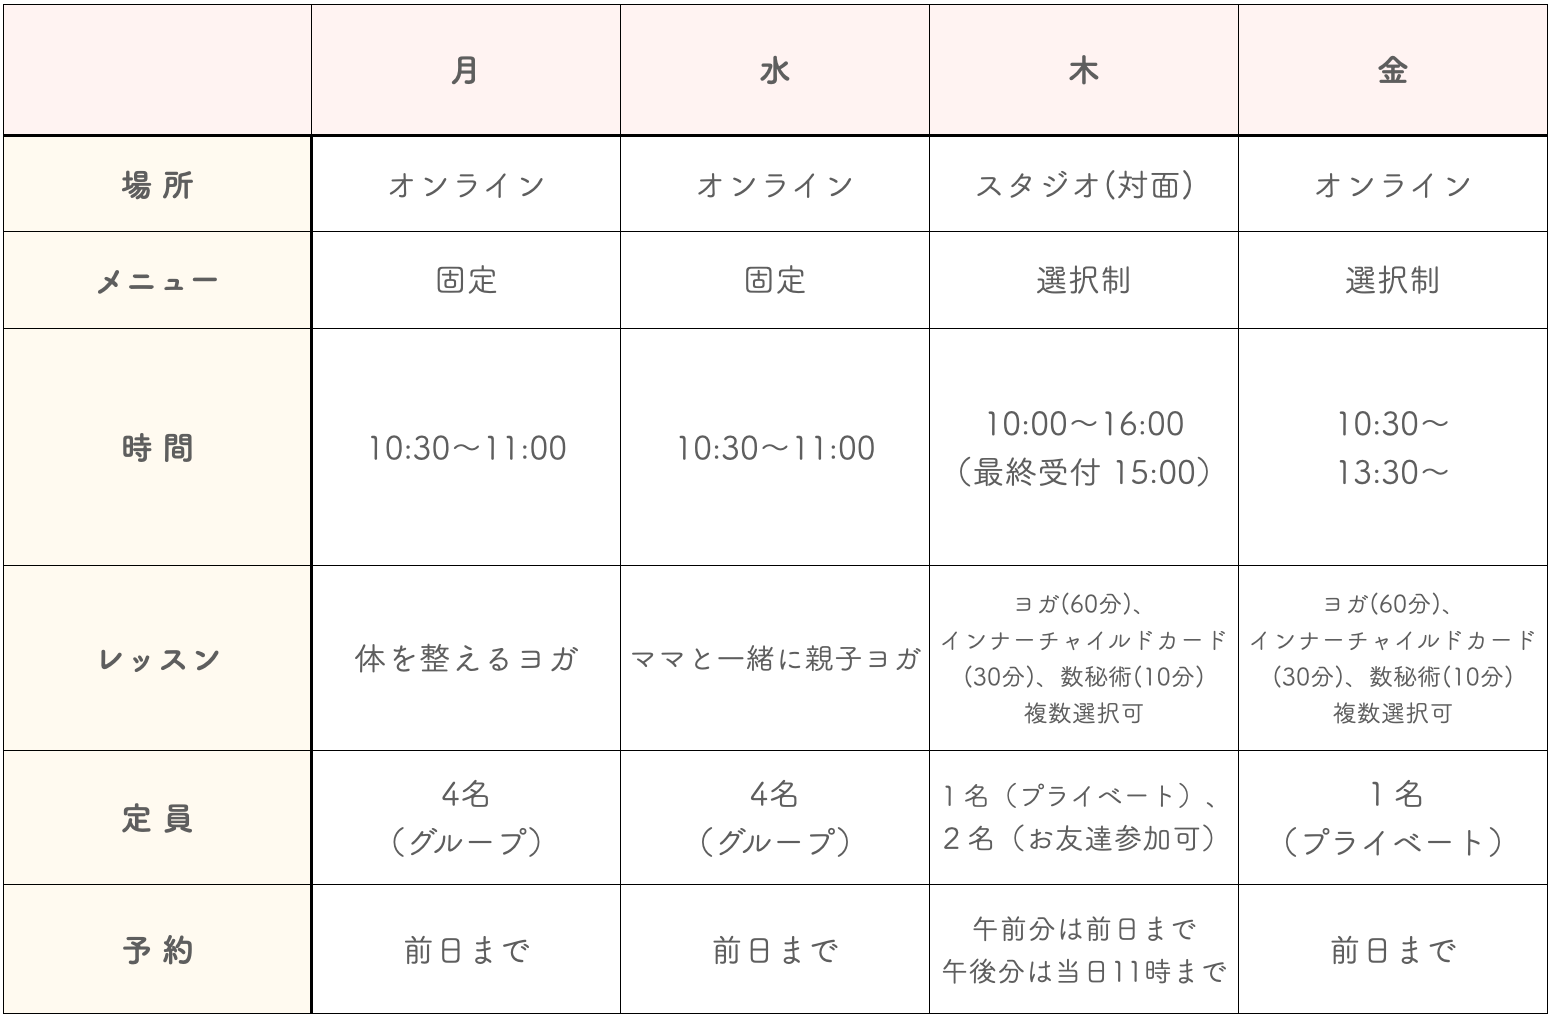 月 水 木 金
場 所 オンライン オンライン スタジオ(対面) オンライン
メニュー 固定 固定 選択制 選択制
時 間 10:30〜11:00 10:30〜11:00 10:00〜16:00 10:30〜
（最終受付 15:00） 13:30〜
レッスン 体を整えるヨガ ママと一緒に親子ヨガ ヨガ(60分)、 ヨガ(60分)、
インナーチャイルドカード インナーチャイルドカード
(30分)、数秘術(10分) (30分)、数秘術(10分)
複数選択可 複数選択可
定 員 4名 4名 1 名（プライベート）、 1 名
（グループ） （グループ） 2 名（お友達参加可） （プライベート）
予 約 前日まで 前日まで 午前分は前日まで 前日まで
午後分は当日11時まで